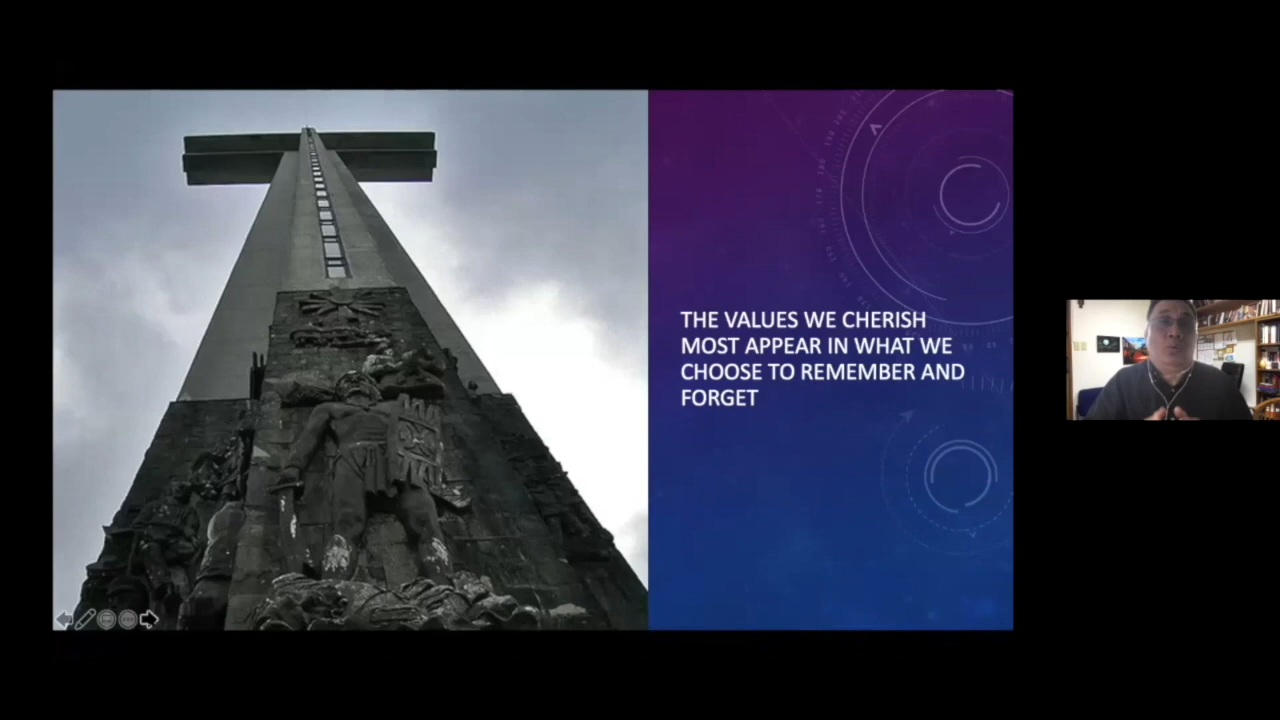 THE VALUES WE CHERISH
MOST APPEAR IN WHAT WE
CHOOSE TO REMEMBER AND
FORGET